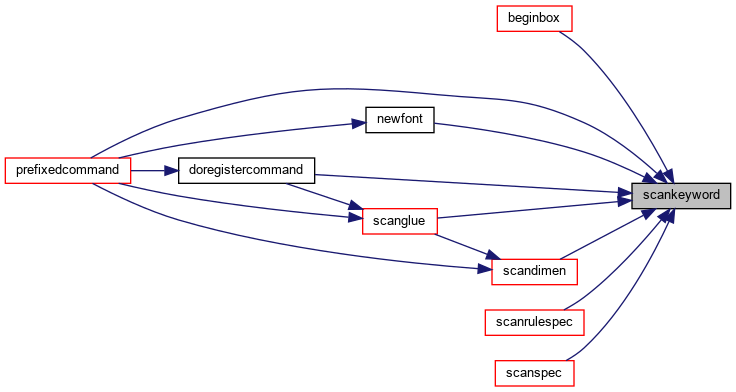 beginbox
newfont
prefixedcommand
doregistercommand
scankeyword
scanglue
scandimen
scanrulespec
scanspec